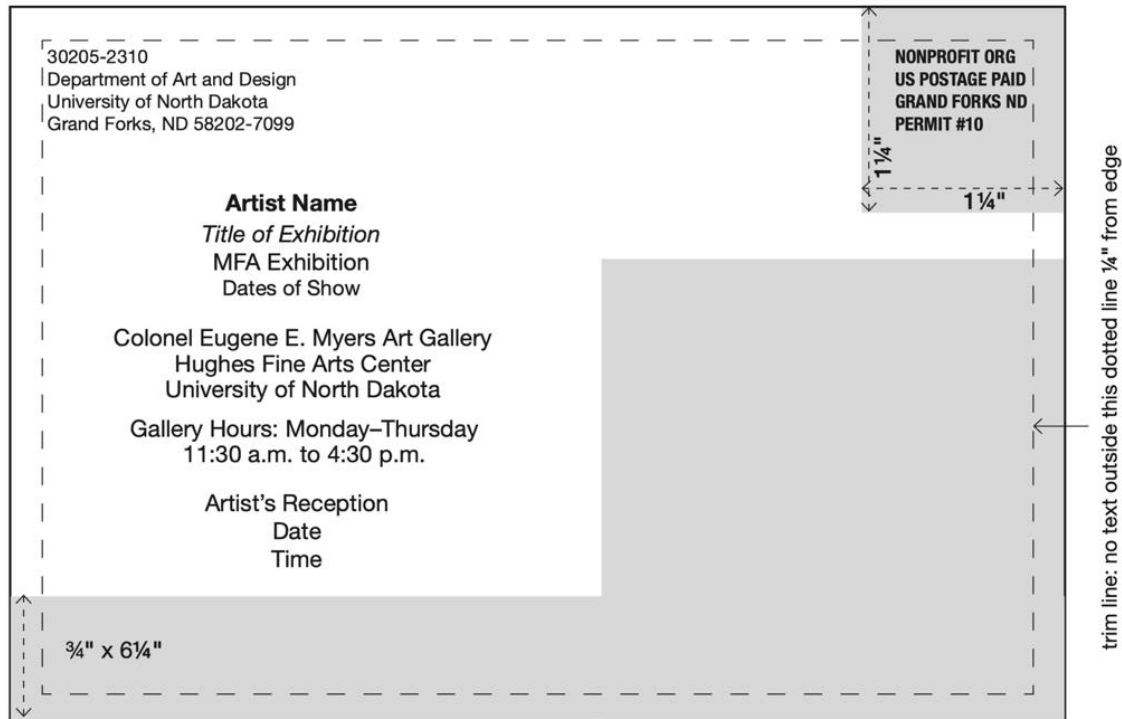 30205-2310
Department of Art and Design
University of North Dakota
Grand Forks, ND 58202-7099
NONPROFIT ORG
US POSTAGE PAID
GRAND FORKS ND
PERMIT #10
1¼"
1¼"
Artist Name
Title of Exhibition
MFA Exhibition
Dates of Show
Colonel Eugene E. Myers Art Gallery
Hughes Fine Arts Center
University of North Dakota
Gallery Hours: Monday–Thursday
11:30 a.m. to 4:30 p.m.
Artist’s Reception
Date
Time
¾" x 6¼"
trim line: no text outside this dotted line ¼" from edge